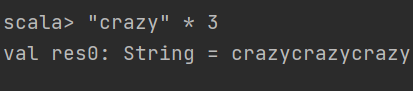 scala> "crazy" * 3
val res0: String = crazycrazycrazy